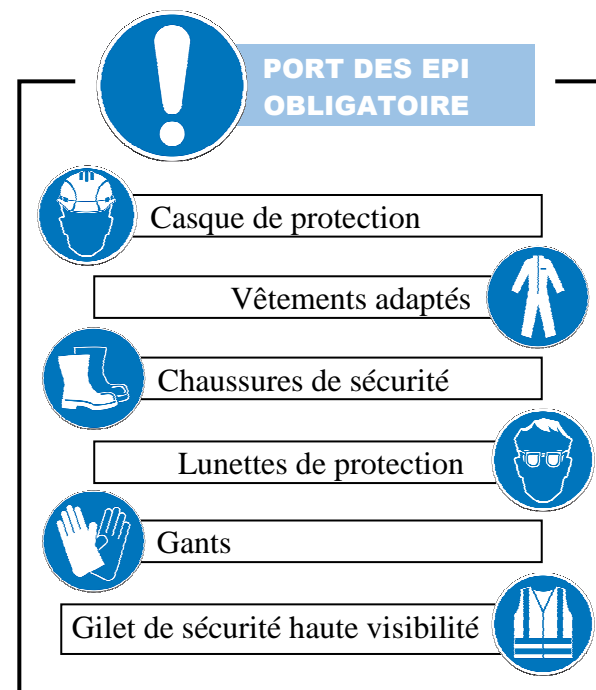 PORT DES EPI
OBLIGATOIRE
Casque de protection
Vêtements adaptés
Chaussures de sécurité
Lunettes de protection
Gants
Gilet de sécurité haute visibilité